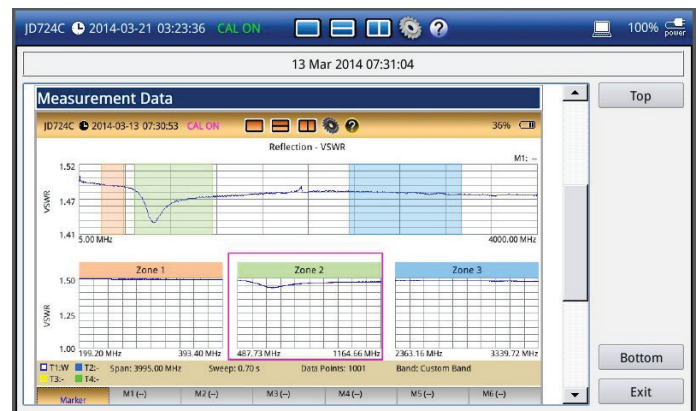 JD724C 2014-03-21 03:23:36 CAL ON ? 100% power
13 Mar 2014 07:31:04
Measurement Data
Top
JD724C 2014-03-13 07:30:53 CAL ON ? 36%
Reflection - VSWR
M1: --
1.52
1.47
1.41
VSWR
5.00 MHz 4000.00 MHz
Zone 1 Zone 2 Zone 3
1.50
1.25
1.00
VSWR
199.20 MHz 393.40 MHz 487.73 MHz 1164.66 MHz 2363.16 MHz 3339.72 MHz
T1:W T2:- Span: 3995.00 MHz Sweep: 0.70 s Data Points: 1001 Band: Custom Band
T3:- T4:-
Bottom
Marker M1 (--) M2 (--) M3 (--) M4 (--) M5 (--) M6 (--)
Exit